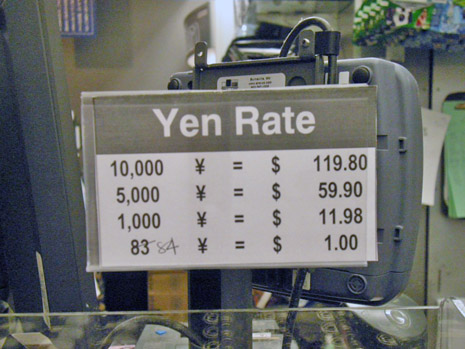 Yen Rate
10,000 ¥ = $ 119.80
5,000 ¥ = $ 59.90
1,000 ¥ = $ 11.98
83 84 ¥ = $ 1.00